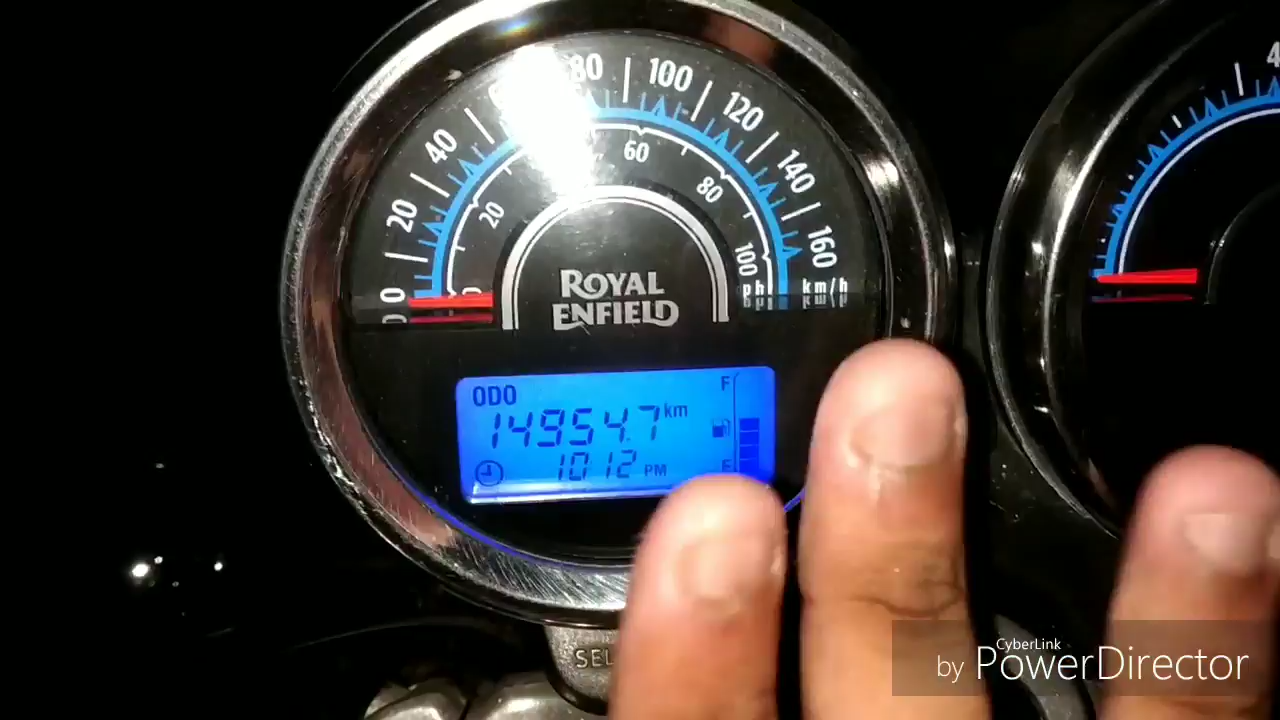 80
100
120
140
160
40
20
0
60
80
100
20
km/h
ROYAL
ENFIELD
ODO
14954.7 km
10 12 PM
F
E
SEL
CyberLink
by PowerDirector